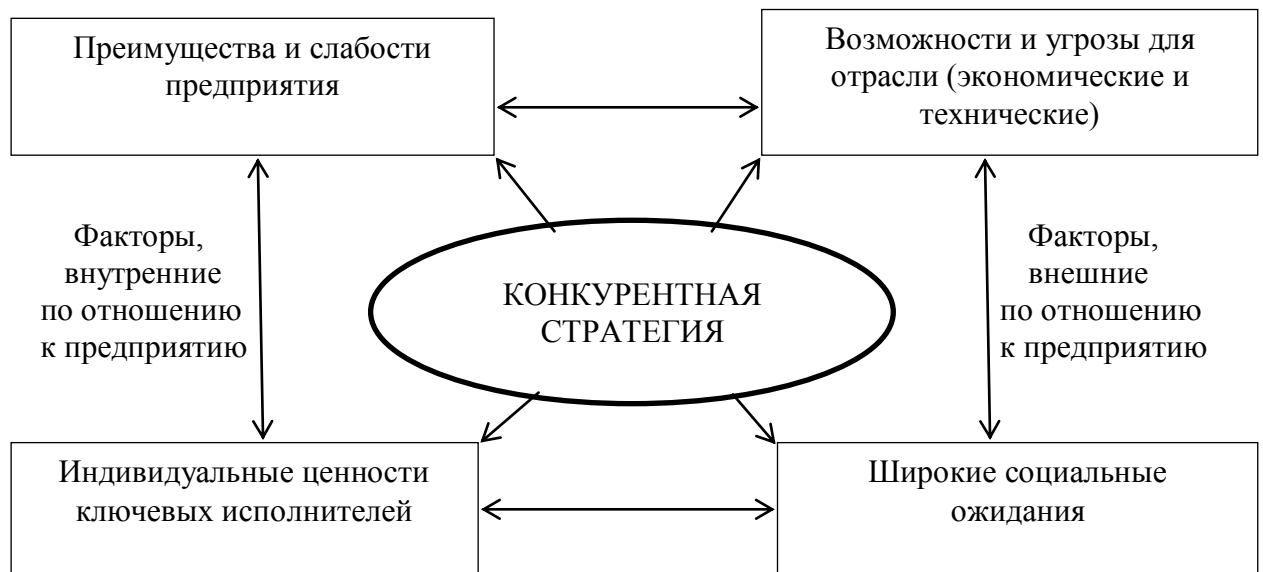 Преимущества и слабости
предприятия
Возможности и угрозы для
отрасли (экономические и
технические)
Факторы,
внутренние
по отношению
к предприятию
КОНКУРЕНТНАЯ
СТРАТЕГИЯ
Факторы,
внешние
по отношению
к предприятию
Индивидуальные ценности
ключевых исполнителей
Широкие социальные
ожидания